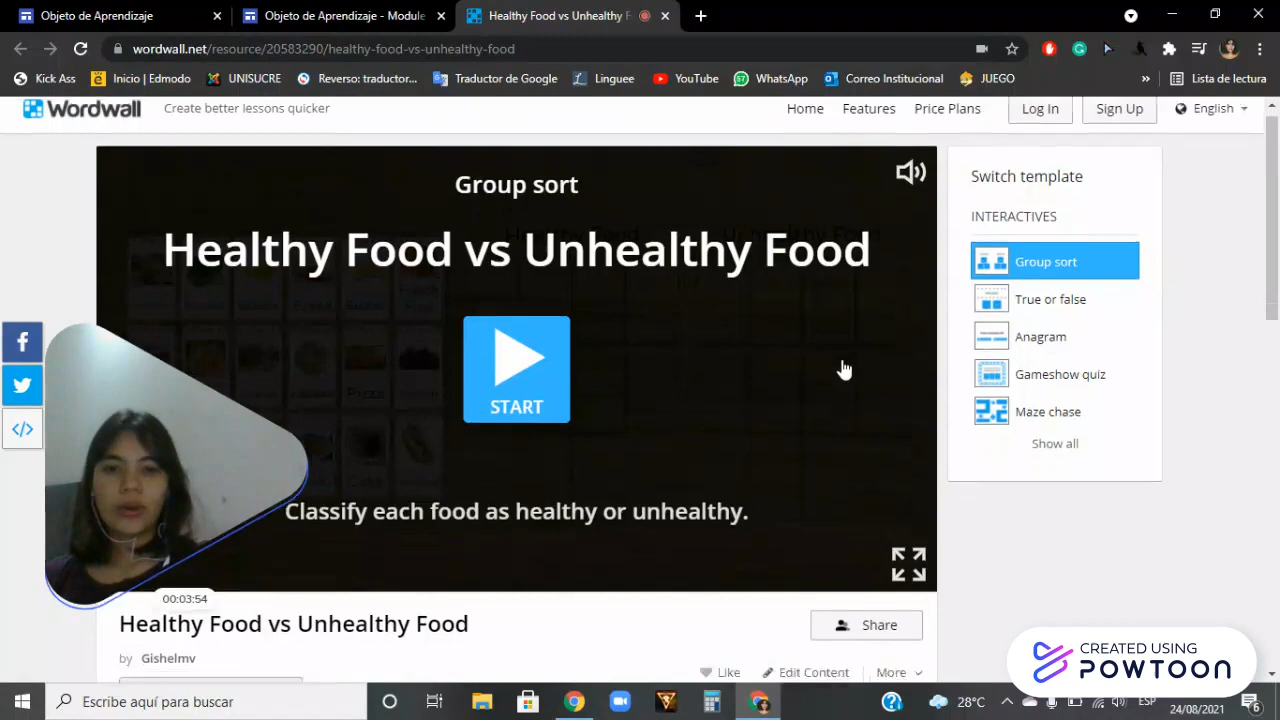 Objeto de Aprendizaje
Objeto de Aprendizaje - Module
Healthy Food vs Unhealthy F
wordwall.net/resource/20583290/healthy-food-vs-unhealthy-food
Kick Ass
Inicio | Edmodo
UNISUCRE
Reverso: traductor...
Traductor de Google
Linguee
YouTube
WhatsApp
Correo Institucional
JUEGO
»
Lista de lectura
Wordwall
Create better lessons quicker
Home
Features
Price Plans
Log In
Sign Up
English
Group sort
Healthy Food vs Unhealthy Food
START
Classify each food as healthy or unhealthy.
Switch template
INTERACTIVES
Group sort
True or false
Anagram
Gameshow quiz
Maze chase
Show all
00:03:54
Healthy Food vs Unhealthy Food
Share
by Gishelmv
Like
Edit Content
More
CREATED USING
POWTOON
Escribe aquí para buscar
28°C
ESP
24/08/2021
6